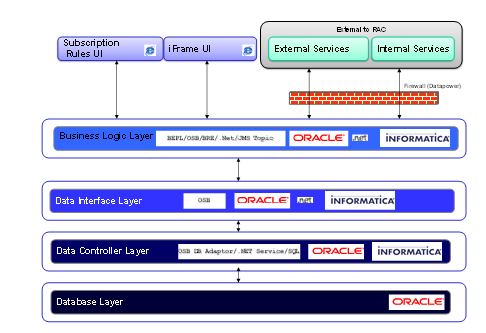 External to RAC
Subscription
Rules UI
iFrame UI
External Services
Internal Services
Firewall (Datapower)
Business Logic Layer
BEPL/OSB/BRE/.Net/JMS Topic
ORACLE
.net
INFORMATICA
Data Interface Layer
OSB
ORACLE
.net
INFORMATICA
Data Controller Layer
OSB DB Adaptor/.NET Service/SQL
ORACLE
INFORMATICA
Database Layer
ORACLE